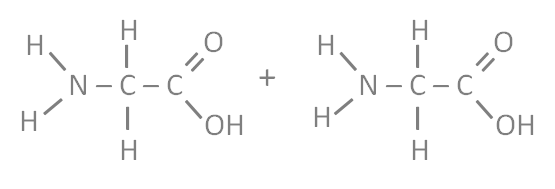 H H O H H O
N – C – C + N – C – C
H H OH H H OH